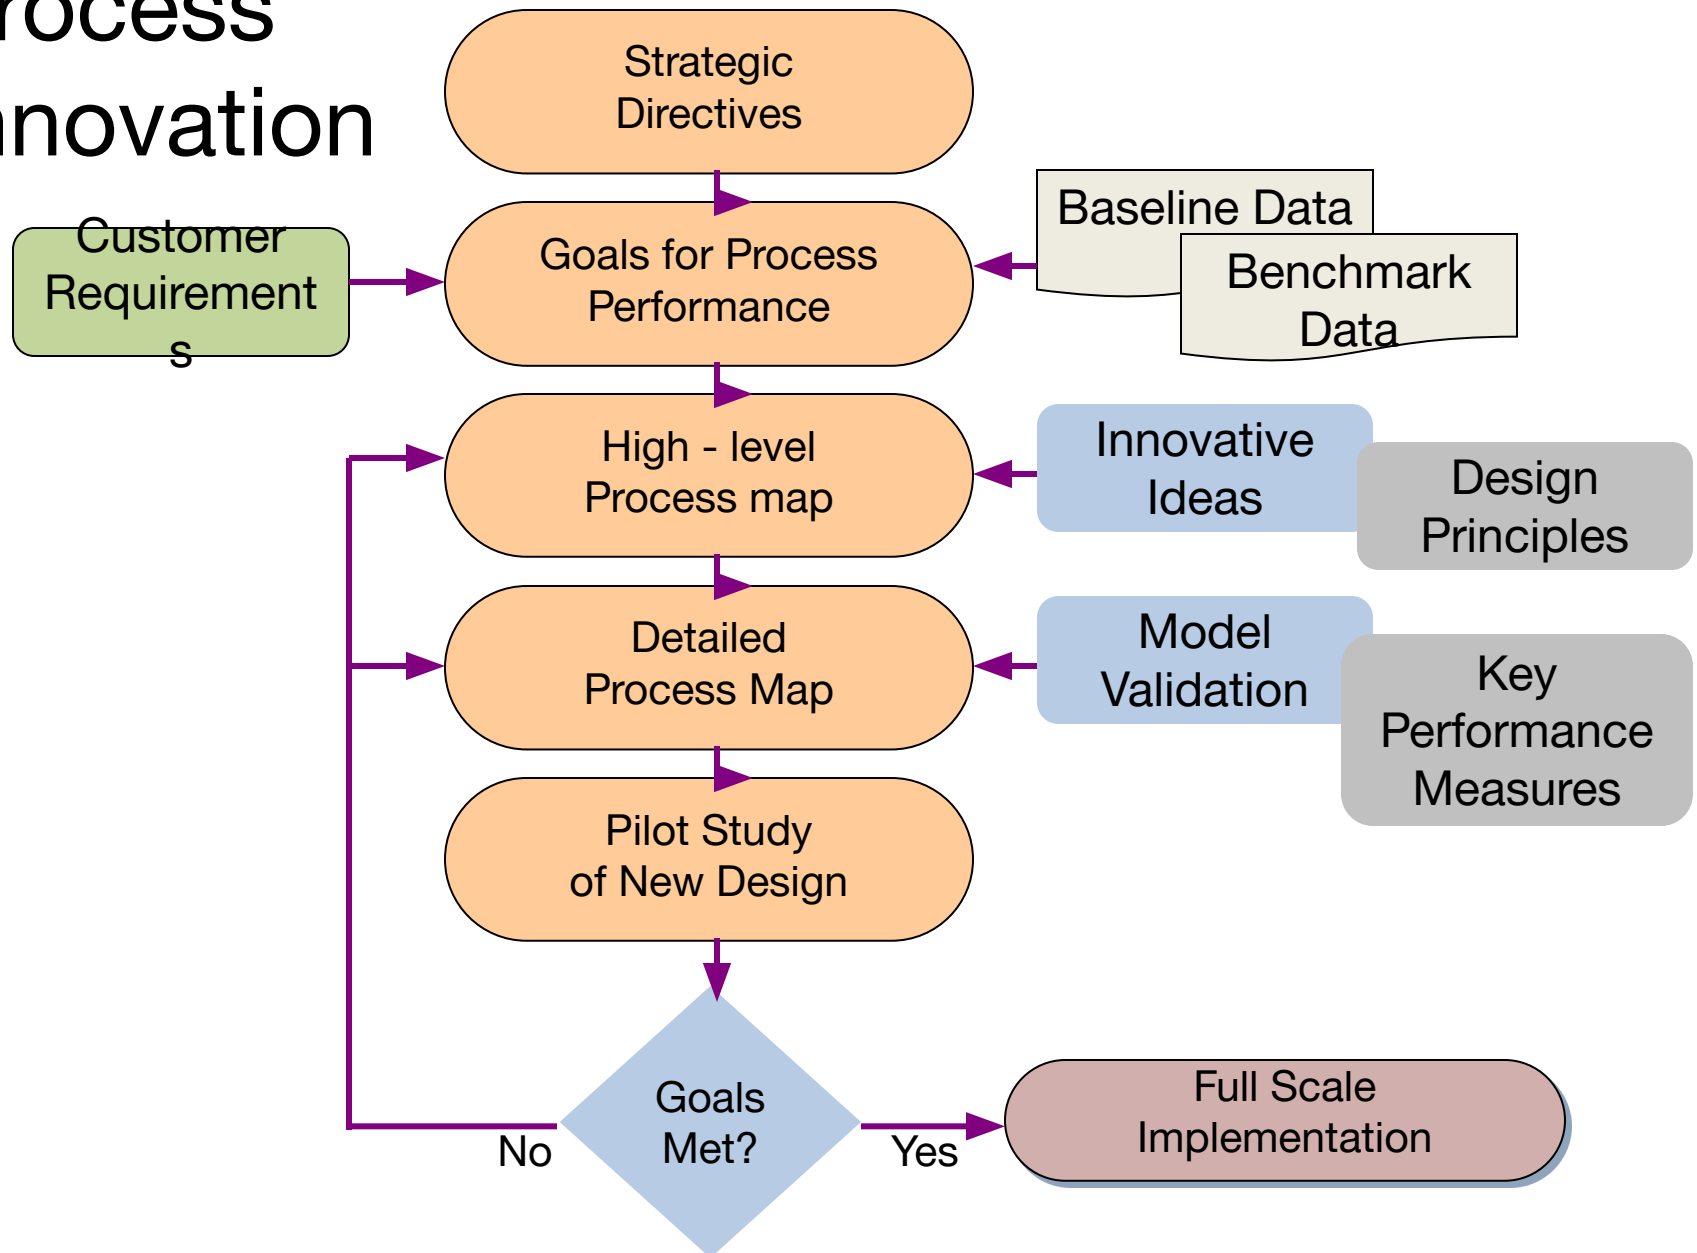 rocess
nnovation
Strategic
Directives
Customer
Requirement
s
Goals for Process
Performance
Baseline Data
Benchmark
Data
High - level
Process map
Innovative
Ideas
Design
Principles
Detailed
Process Map
Model
Validation
Key
Performance
Measures
Pilot Study
of New Design
Goals
Met?
No
Yes
Full Scale
Implementation